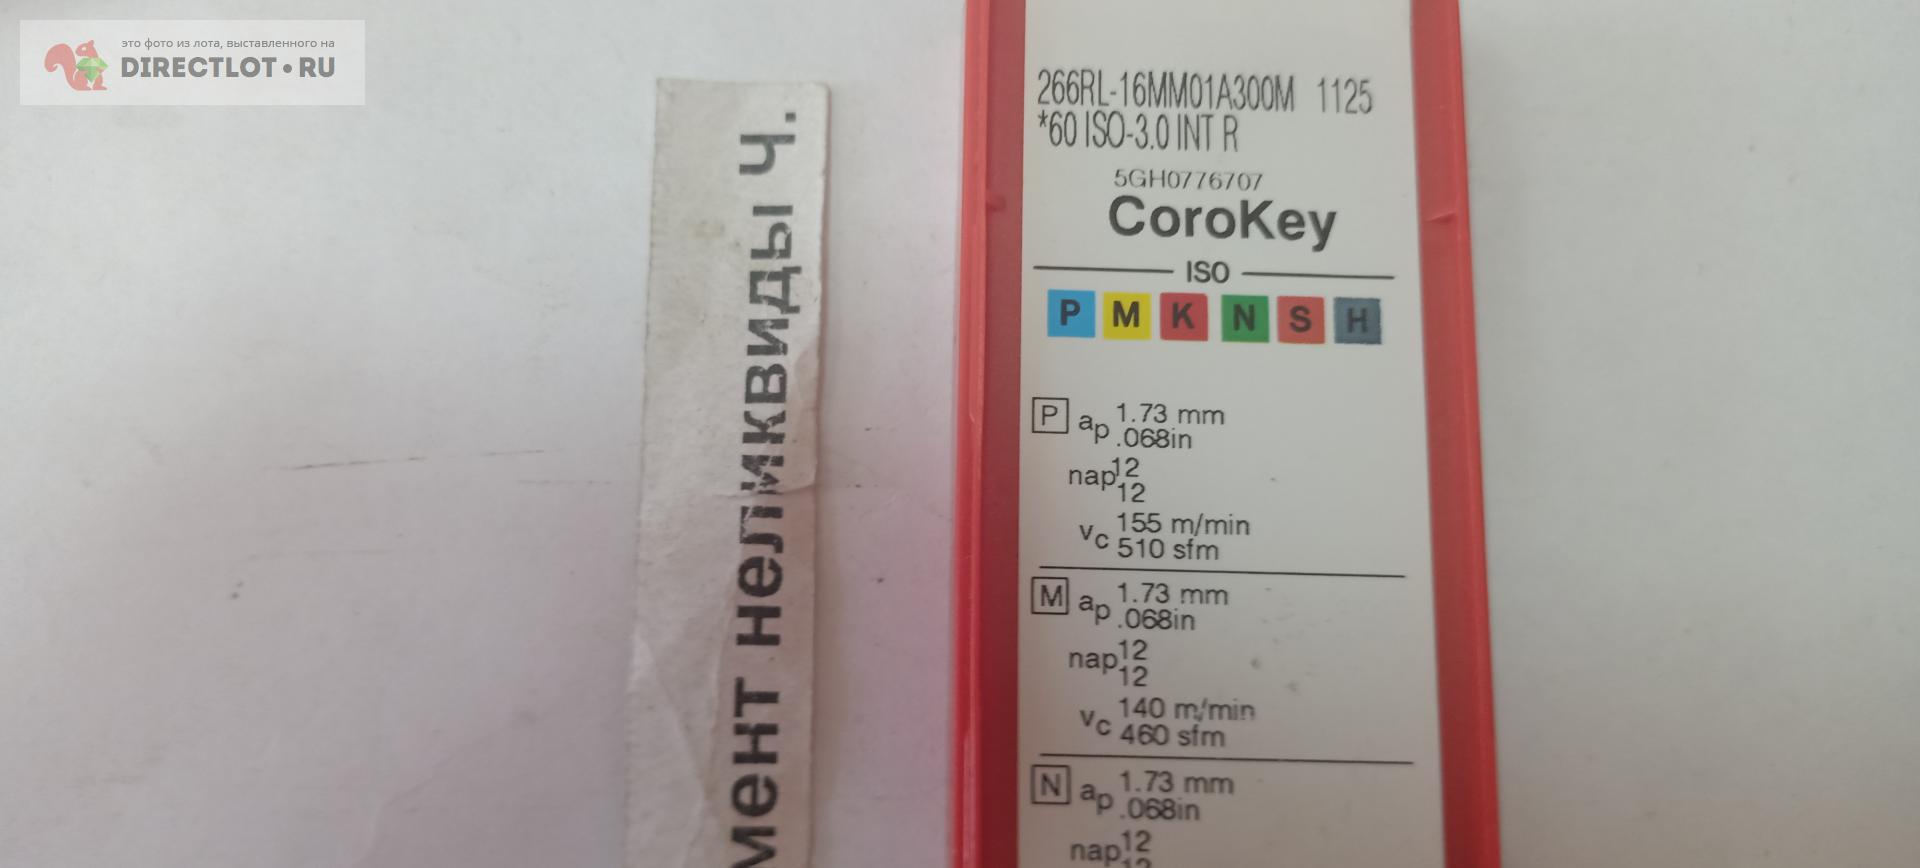 это фото из лота, выставленного на
DIRECTLOT.RU
мент неликвиды Ч.
266RL-16MM01A300M 1125
*60 ISO-3.0 INT R
5GH0776707
CoroKey
ISO
P M K N S H
P ap 1.73 mm
.068in
nap 12
12
vc 155 m/min
510 sfm
M ap 1.73 mm
.068in
nap 12
12
vc 140 m/min
460 sfm
N ap 1.73 mm
.068in
nap 12
12